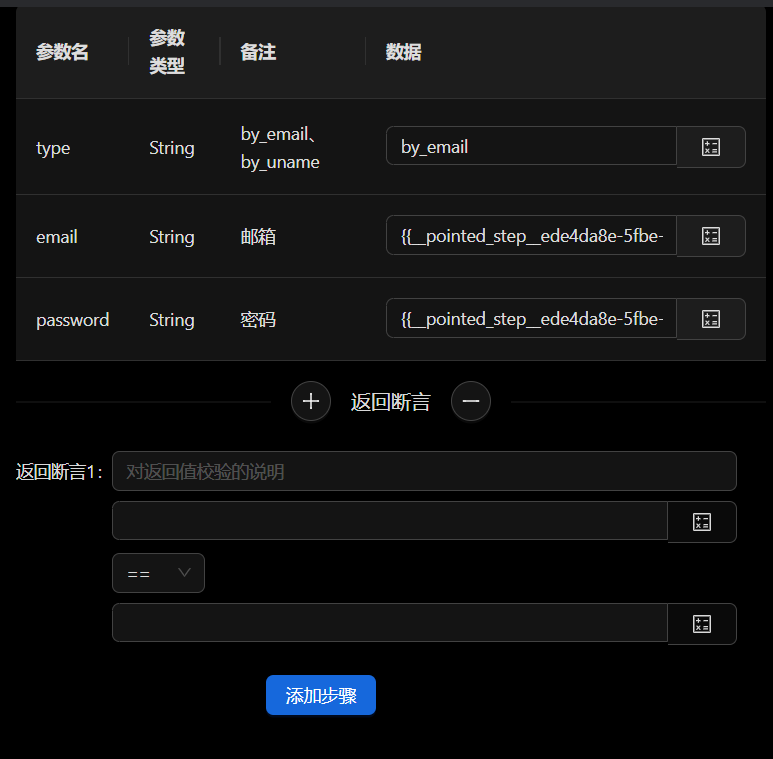 参数名 参数类型 备注 数据
type String by_email、by_uname by_email
email String 邮箱 {{__pointed_step__ede4da8e-5fbe-
password String 密码 {{__pointed_step__ede4da8e-5fbe-
返回断言
返回断言1: 对返回值校验的说明
==
添加步骤